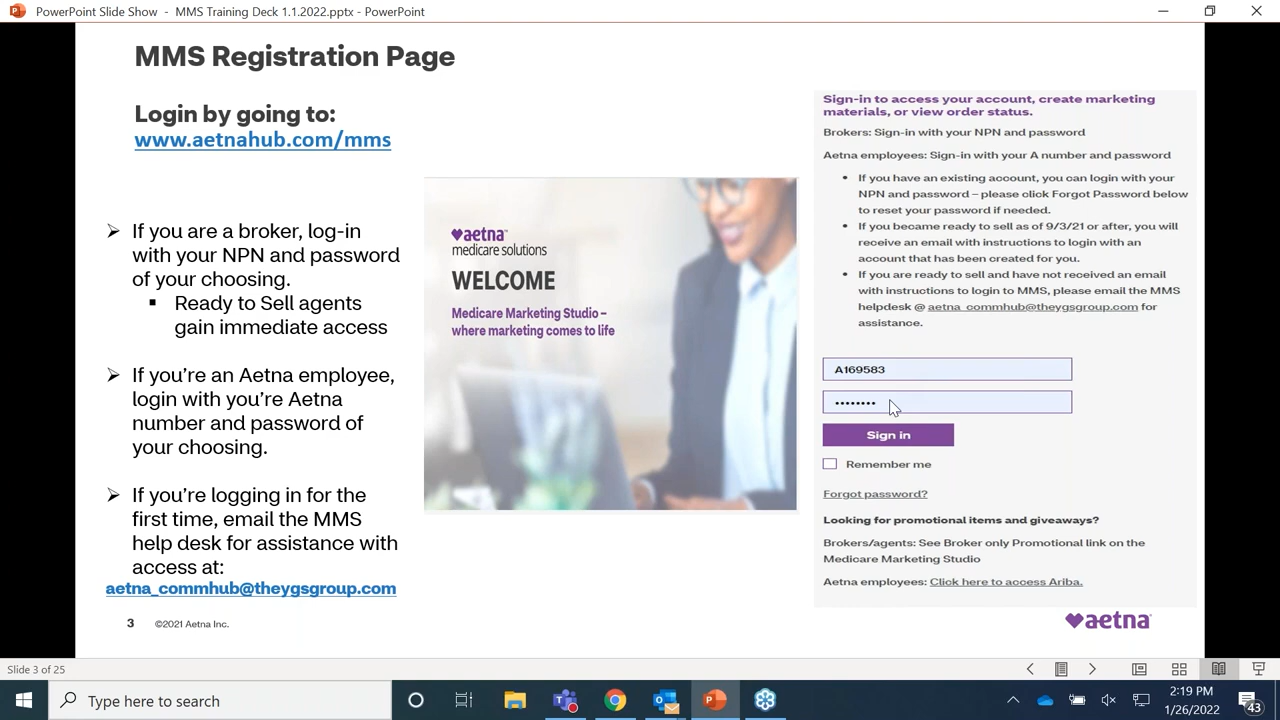 PowerPoint Slide Show - MMS Training Deck 1.1.2022.pptx - PowerPoint
MMS Registration Page
Login by going to:
www.aetnahub.com/mms
➢ If you are a broker, log-in
with your NPN and password
of your choosing.
▪ Ready to Sell agents
gain immediate access
➢ If you're an Aetna employee,
login with you're Aetna
number and password of
your choosing.
➢ If you're logging in for the
first time, email the MMS
help desk for assistance with
access at:
aetna_commhub@theygsgroup.com
3 ©2021 Aetna Inc.
aetna™
medicare solutions
WELCOME
Medicare Marketing Studio –
where marketing comes to life
Sign-in to access your account, create marketing
materials, or view order status.
Brokers: Sign-in with your NPN and password
Aetna employees: Sign-in with your A number and password
• If you have an existing account, you can login with your
NPN and password – please click Forgot Password below
to reset your password if needed.
• If you became ready to sell as of 9/3/21 or after, you will
receive an email with instructions to login with an
account that has been created for you.
• If you are ready to sell and have not received an email
with instructions to login to MMS, please email the MMS
helpdesk @ aetna_commhub@theygsgroup.com for
assistance.
A169583
••••••••
Sign in
Remember me
Forgot password?
Looking for promotional items and giveaways?
Brokers/agents: See Broker only Promotional link on the
Medicare Marketing Studio
Aetna employees: Click here to access Ariba.
aetna
Slide 3 of 25
Type here to search
2:19 PM
1/26/2022
43